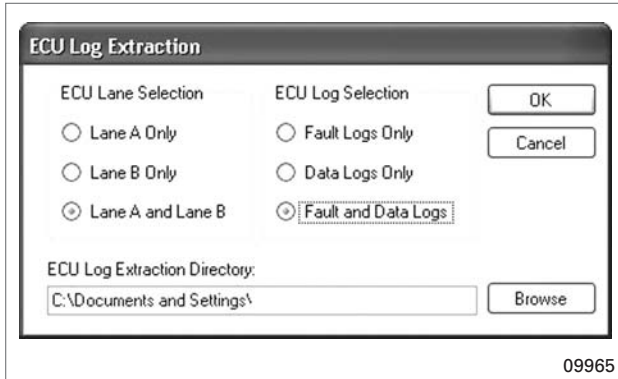 ECU Log Extraction
ECU Lane Selection
Lane A Only
Lane B Only
Lane A and Lane B
ECU Log Selection
Fault Logs Only
Data Logs Only
Fault and Data Logs
OK
Cancel
ECU Log Extraction Directory:
C:\Documents and Settings\
Browse
09965